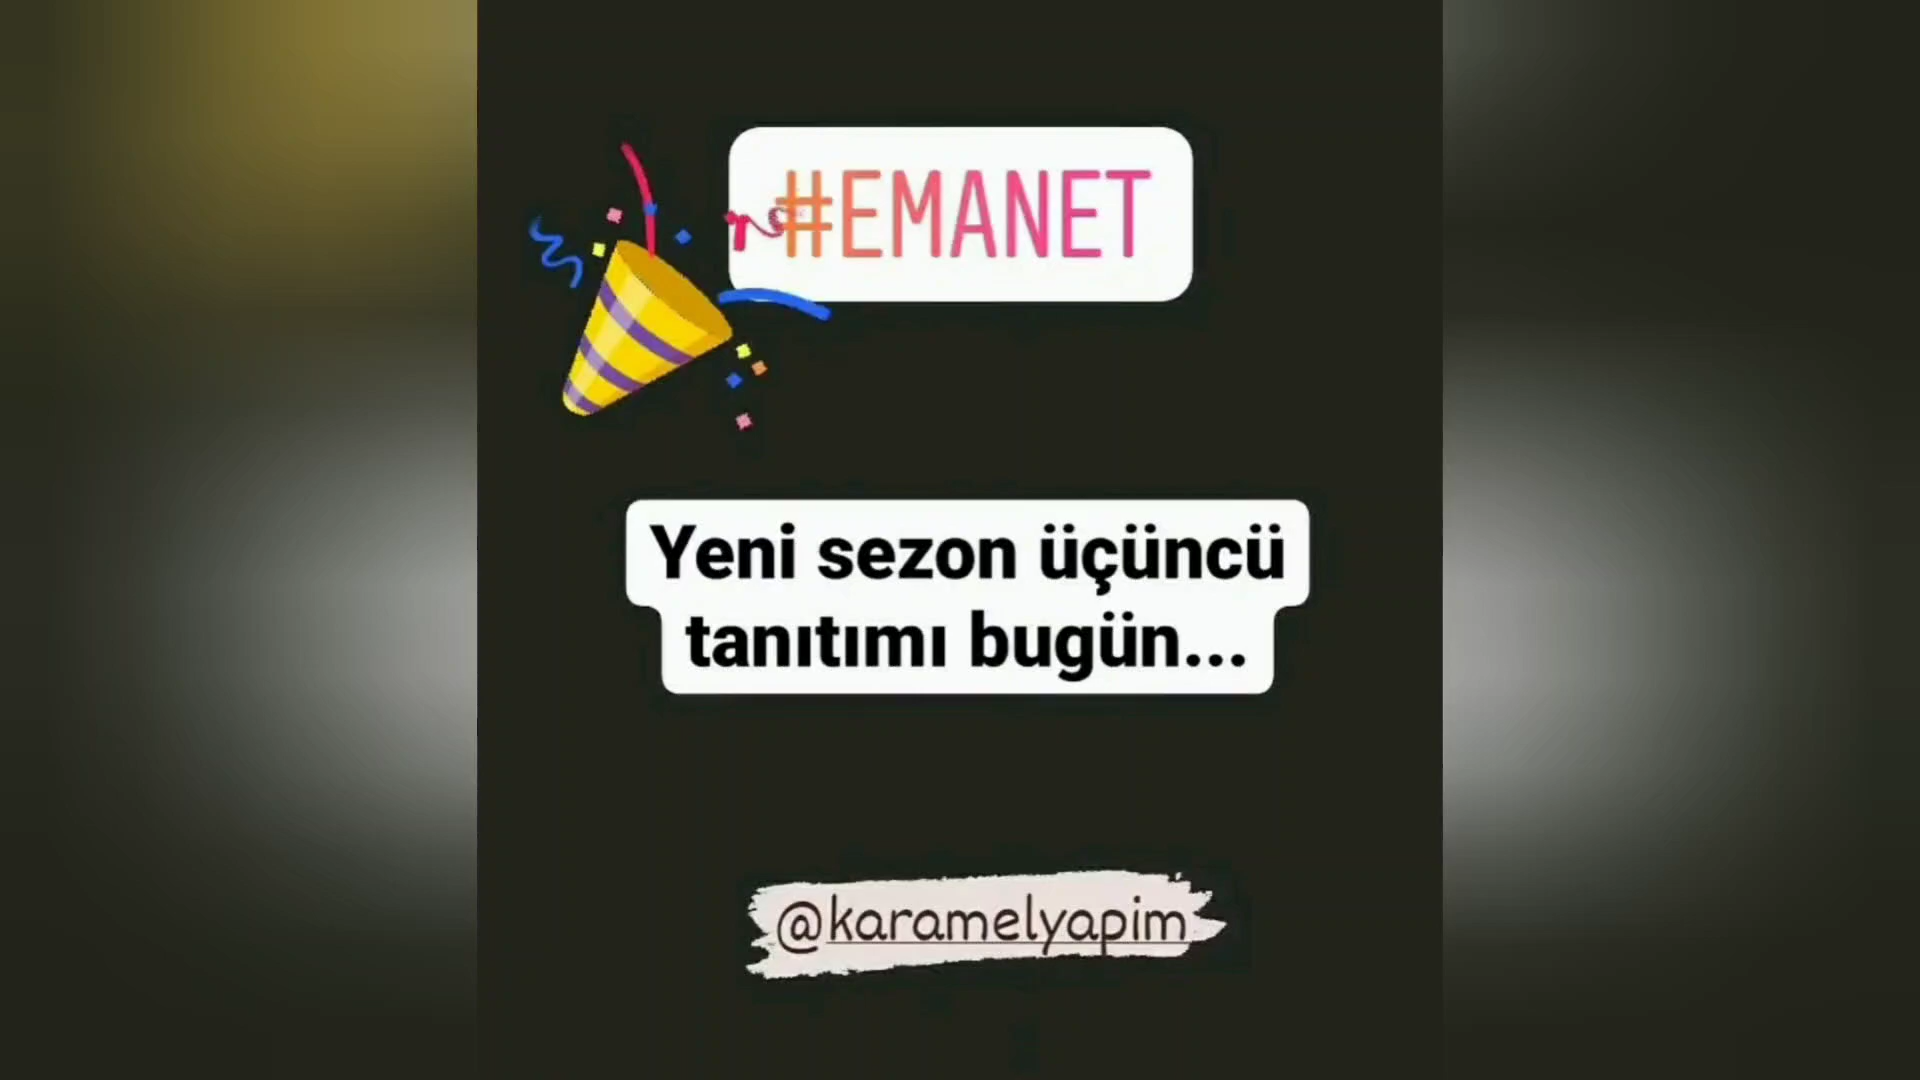 #EMANET
Yeni sezon üçüncü
tanıtımı bugün...
@karamelyapim